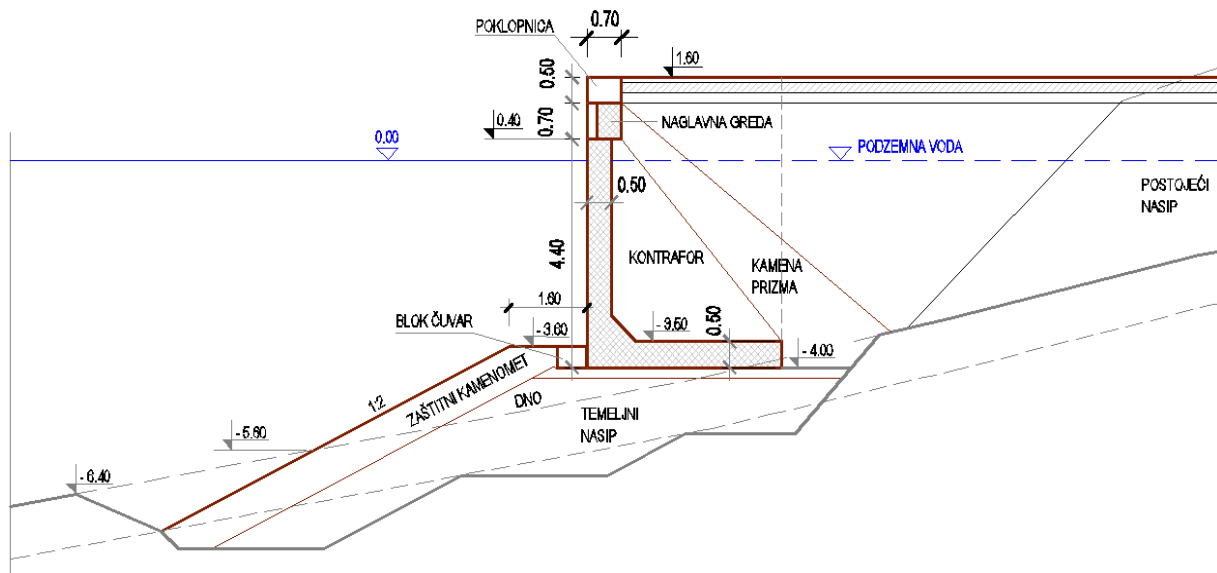 0.70
POKLOPNICA
1.60
0.50
NAGLAVNA GREDA
0.40
0.70
0.00
PODZEMNA VODA
0.50
POSTOJEĆI
NASIP
KONTRAFOR
KAMENA
PRIZMA
4.40
1.60
BLOK ČUVAR
-3.60
-3.50
0.50
-4.00
1:2
ZAŠTITNI KAMENOMET
DNO
TEMELJNI
NASIP
-5.60
-6.40